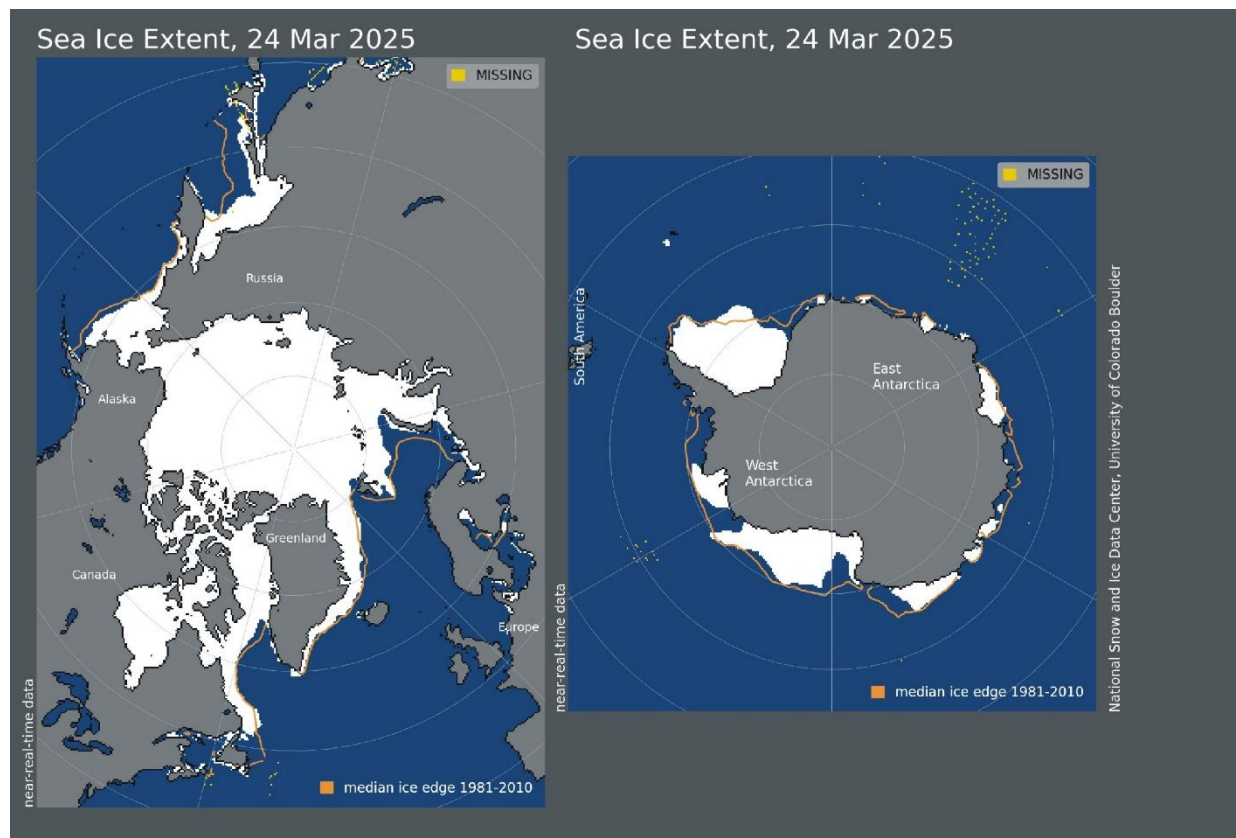 Sea Ice Extent, 24 Mar 2025
MISSING
Russia
Alaska
Greenland
Canada
Europe
near-real-time data
median ice edge 1981-2010
Sea Ice Extent, 24 Mar 2025
MISSING
South America
East
Antarctica
West
Antarctica
near-real-time data
median ice edge 1981-2010
National Snow and Ice Data Center, University of Colorado Boulder